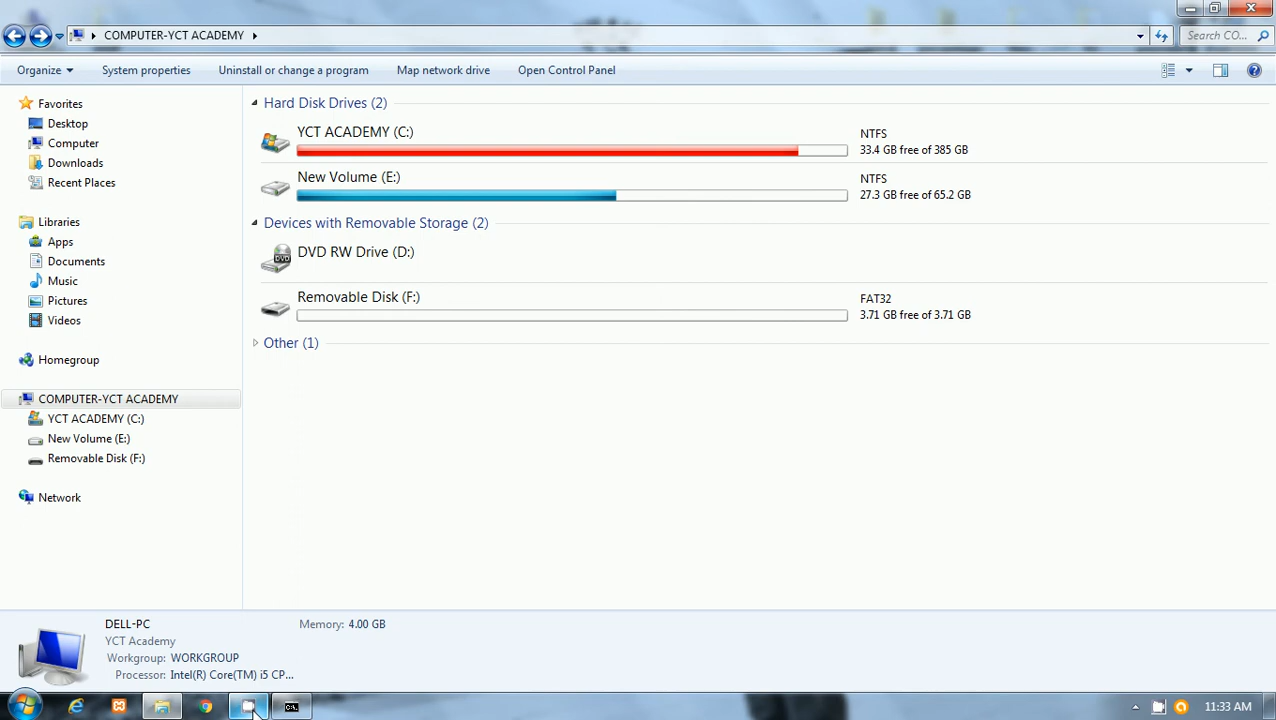 COMPUTER-YCT ACADEMY
Search CO...
Organize
System properties
Uninstall or change a program
Map network drive
Open Control Panel
Favorites
Desktop
Computer
Downloads
Recent Places
Libraries
Apps
Documents
Music
Pictures
Videos
Homegroup
COMPUTER-YCT ACADEMY
YCT ACADEMY (C:)
New Volume (E:)
Removable Disk (F:)
Network
Hard Disk Drives (2)
YCT ACADEMY (C:)
NTFS
33.4 GB free of 385 GB
New Volume (E:)
NTFS
27.3 GB free of 65.2 GB
Devices with Removable Storage (2)
DVD
DVD RW Drive (D:)
Removable Disk (F:)
FAT32
3.71 GB free of 3.71 GB
Other (1)
DELL-PC
Memory: 4.00 GB
YCT Academy
Workgroup: WORKGROUP
Processor: Intel(R) Core(TM) i5 CP...
C:\.
11:33 AM